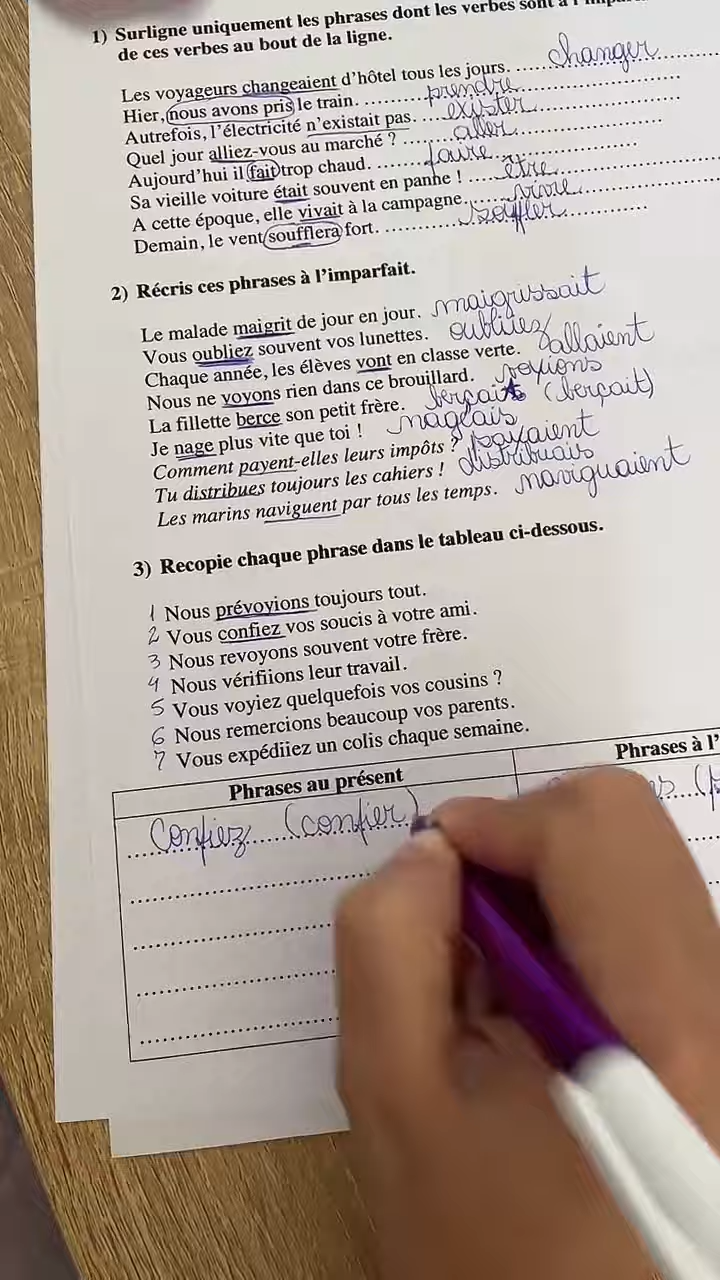 1) Surligne uniquement les phrases dont les verbes sont à l'
de ces verbes au bout de la ligne.
Les voyageurs changeaient d'hôtel tous les jours. changer
Hier, nous avons pris le train. prendre
Autrefois, l'électricité n'existait pas. exister
Quel jour alliez-vous au marché ? aller
Aujourd'hui il fait trop chaud. faire
Sa vieille voiture était souvent en panne ! être
A cette époque, elle vivait à la campagne. vivre
Demain, le vent soufflera fort. souffler
2) Récris ces phrases à l'imparfait.
Le malade maigrit de jour en jour. maigrissait
Vous oubliez souvent vos lunettes. oubliiez
Chaque année, les élèves vont en classe verte. allaient
Nous ne voyons rien dans ce brouillard. voyions
La fillette berce son petit frère. berçait (berçait)
Je nage plus vite que toi ! nageais
Comment payent-elles leurs impôts ? payaient
Tu distribues toujours les cahiers ! distribuais
Les marins naviguent par tous les temps. naviguaient
3) Recopie chaque phrase dans le tableau ci-dessous.
1 Nous prévoyions toujours tout.
2 Vous confiez vos soucis à votre ami.
3 Nous revoyons souvent votre frère.
4 Nous vérifiions leur travail.
5 Vous voyiez quelquefois vos cousins ?
6 Nous remercions beaucoup vos parents.
7 Vous expédiiez un colis chaque semaine.
Phrases au présent
Phrases à l'
Confiez (confier)